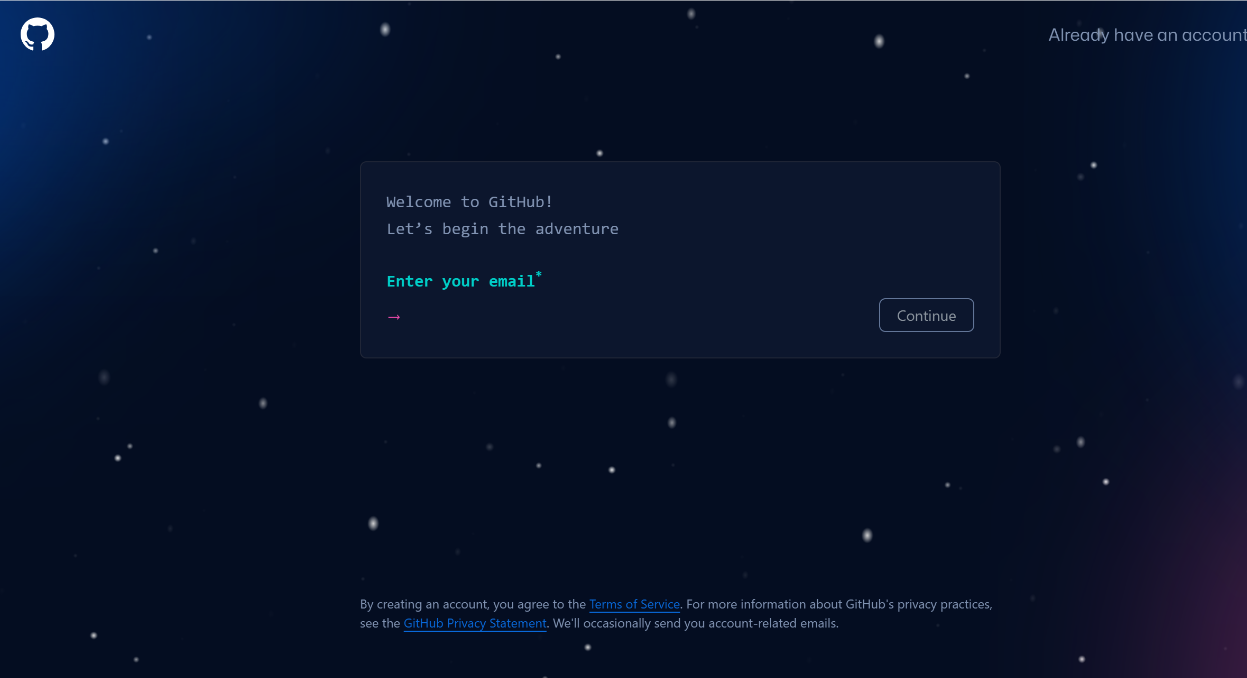 Already have an account
Welcome to GitHub!
Let’s begin the adventure
Enter your email*
→
Continue
By creating an account, you agree to the Terms of Service. For more information about GitHub's privacy practices,
see the GitHub Privacy Statement. We'll occasionally send you account-related emails.